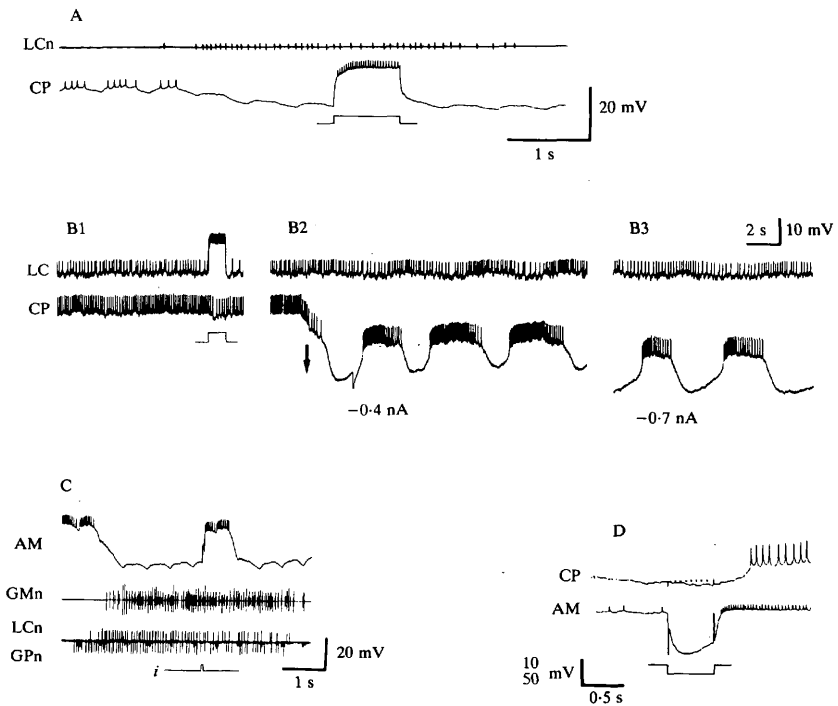 A
LCn
CP
20 mV
1 s
B1
B2
B3
2 s
10 mV
LC
CP
−0·4 nA
−0·7 nA
C
AM
GMn
LCn
GPn
i
20 mV
1 s
D
CP
AM
10
50
mV
0·5 s